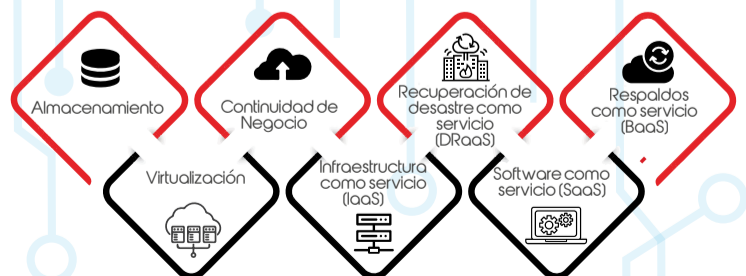 Almacenamiento
Continuidad de
Negocio
Recuperación de
desastre como
servicio
(DRaaS)
Respaldos
como servicio
(BaaS)
Virtualización
Infraestructura
como servicio
(IaaS)
Software como
servicio (SaaS)